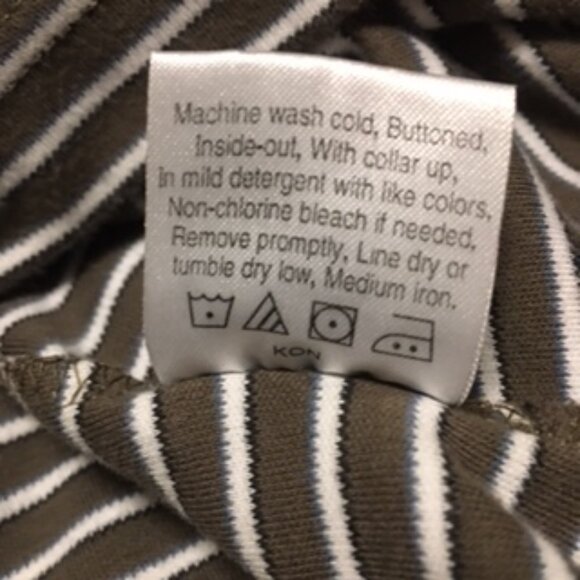 Machine wash cold, Buttoned,
Inside-out, With collar up,
In mild detergent with like colors,
Non-chlorine bleach if needed,
Remove promptly, Line dry or
tumble dry low, Medium iron.
KON